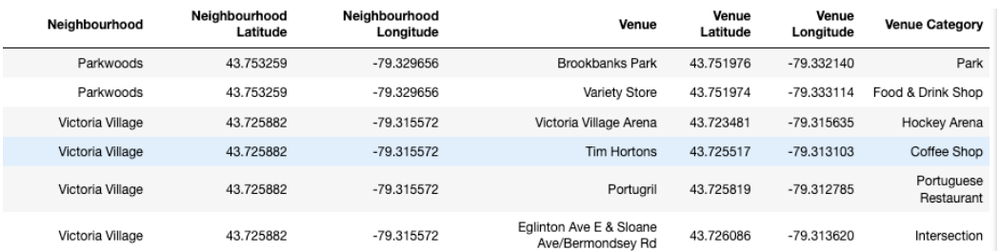 Neighbourhood Neighbourhood Latitude Neighbourhood Longitude Venue Venue Latitude Venue Longitude Venue Category
Parkwoods 43.753259 -79.329656 Brookbanks Park 43.751976 -79.332140 Park
Parkwoods 43.753259 -79.329656 Variety Store 43.751974 -79.333114 Food & Drink Shop
Victoria Village 43.725882 -79.315572 Victoria Village Arena 43.723481 -79.315635 Hockey Arena
Victoria Village 43.725882 -79.315572 Tim Hortons 43.725517 -79.313103 Coffee Shop
Victoria Village 43.725882 -79.315572 Portugril 43.725819 -79.312785 Portuguese Restaurant
Victoria Village 43.725882 -79.315572 Eglinton Ave E & Sloane Ave/Bermondsey Rd 43.726086 -79.313620 Intersection